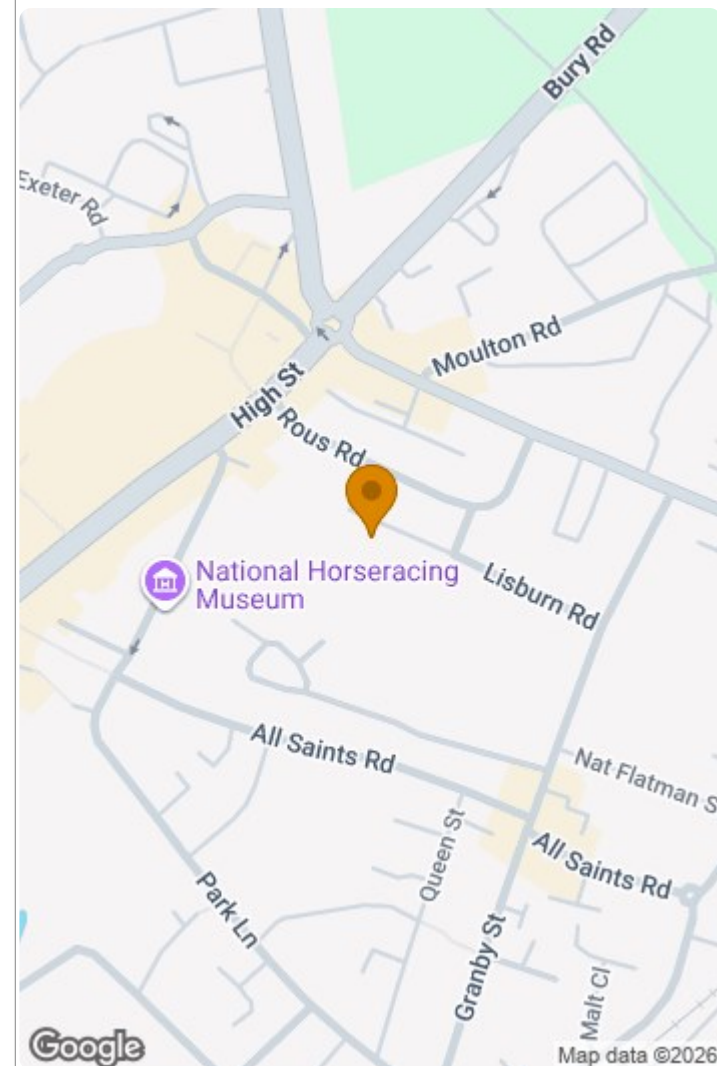 Bury Rd
Exeter Rd
Moulton Rd
High St
Rous Rd
National Horseracing
Museum
Lisburn Rd
All Saints Rd
Nat Flatman S
Queen St
All Saints Rd
Park Ln
Granby St
Malt Cl
Google
Map data ©2026